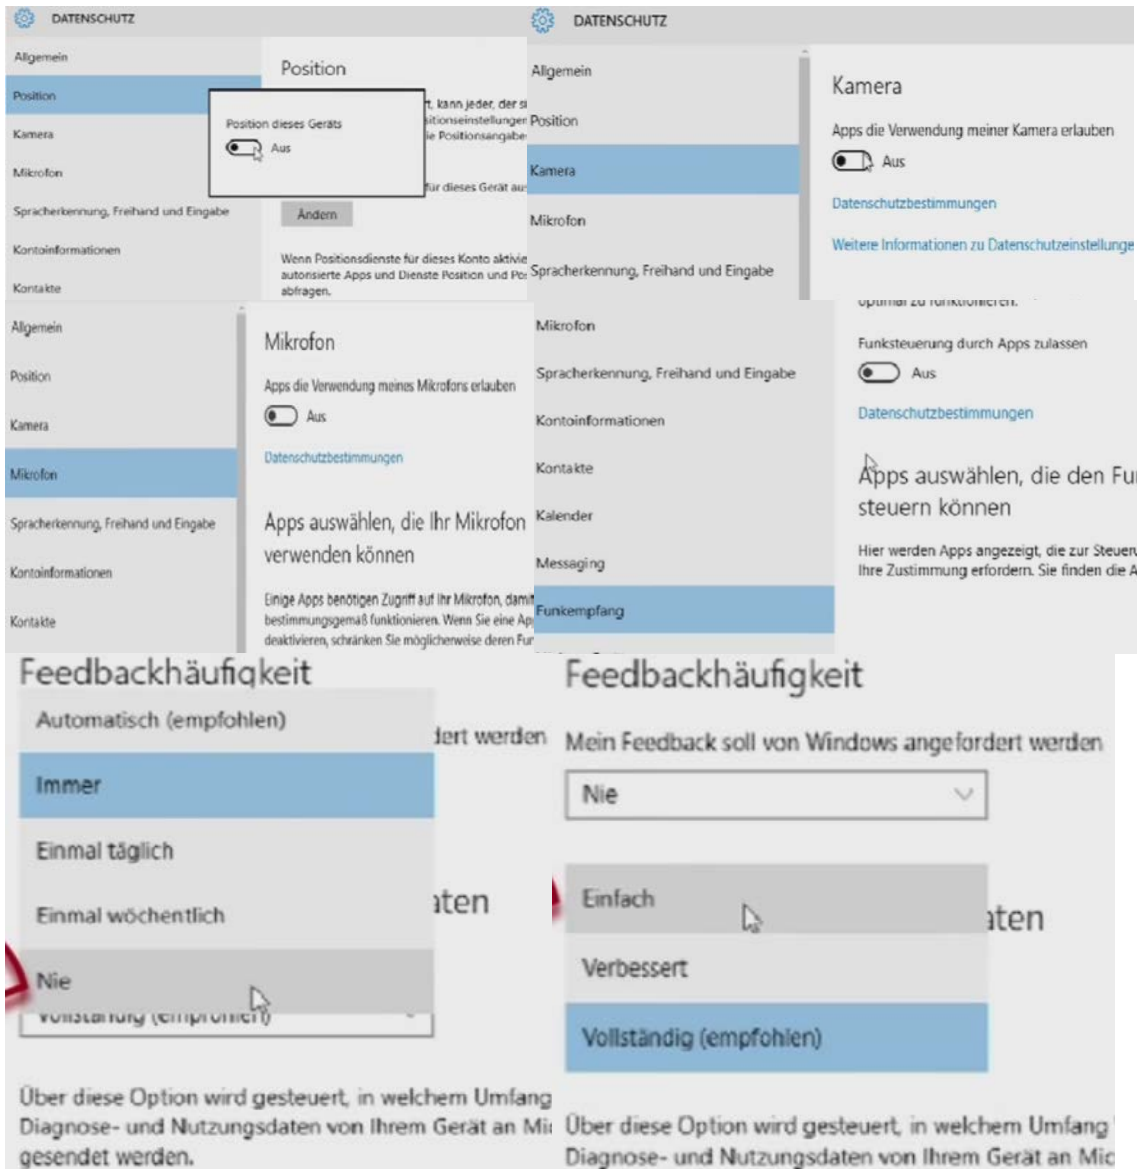 DATENSCHUTZ
Allgemein
Position
Kamera
Mikrofon
Spracherkennung, Freihand und Eingabe
Kontoinformationen
Kontakte
Position
Position dieses Geräts
Aus
kann jeder, der
für dieses Gerät
Ändern
Wenn Positionsdienste für dieses Konto
autorisierte Apps und Dienste Position und
abfragen.
DATENSCHUTZ
Allgemein
Position
Kamera
Mikrofon
Spracherkennung, Freihand und Eingabe
Kamera
Apps die Verwendung meiner Kamera erlauben
Aus
Datenschutzbestimmungen
Weitere Informationen zu Datenschutzeinstellunge
Allgemein
Position
Kamera
Mikrofon
Spracherkennung, Freihand und Eingabe
Kontoinformationen
Kontakte
Mikrofon
Apps die Verwendung meines Mikrofons erlauben
Aus
Datenschutzbestimmungen
Apps auswählen, die Ihr Mikrofon
verwenden können
Einige Apps benötigen Zugriff auf Ihr Mikrofon, damit
bestimmungsgemäß funktionieren. Wenn Sie eine Ap
deaktivieren, schränken Sie möglicherweise deren Fun
Mikrofon
Spracherkennung, Freihand und Eingabe
Kontoinformationen
Kontakte
Kalender
Messaging
Funkempfang
optimal zu funktionieren.
Funksteuerung durch Apps zulassen
Aus
Datenschutzbestimmungen
Apps auswählen, die den Fu
steuern können
Hier werden Apps angezeigt, die zur Steuer
Ihre Zustimmung erfordern. Sie finden die A
Feedbackhäufigkeit
Automatisch (empfohlen)
dert werden
Immer
Einmal täglich
aten
Einmal wöchentlich
Nie
Vollständig (empfohlen)
Über diese Option wird gesteuert, in welchem Umfang
Diagnose- und Nutzungsdaten von Ihrem Gerät an Mi
gesendet werden.
Feedbackhäufigkeit
Mein Feedback soll von Windows angefordert werden
Nie
Einfach
aten
Verbessert
Vollständig (empfohlen)
Über diese Option wird gesteuert, in welchem Umfang
Diagnose- und Nutzungsdaten von Ihrem Gerät an Mic